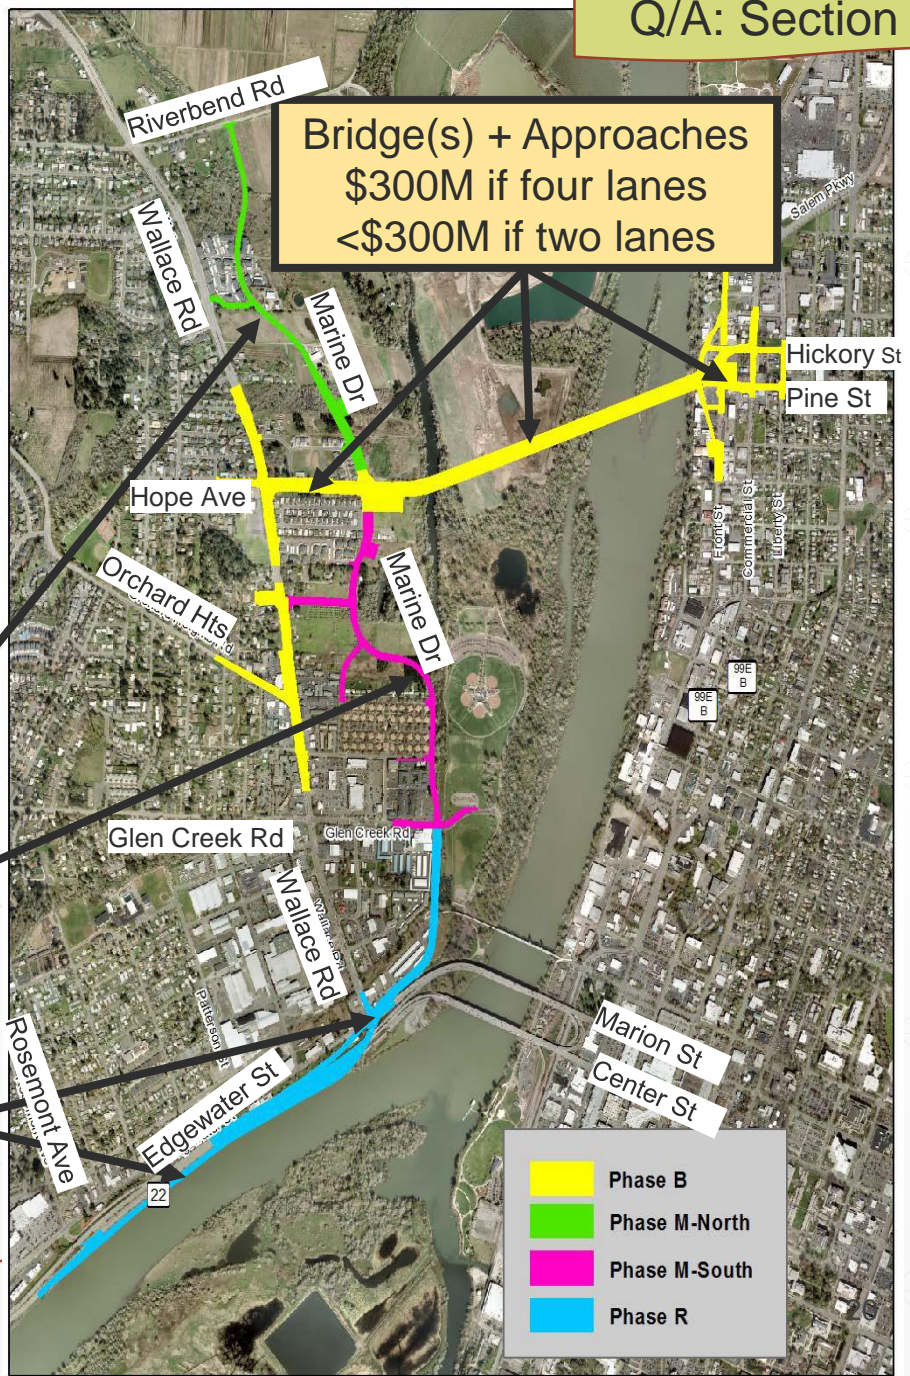 Q/A: Section
Riverbend Rd
Bridge(s) + Approaches
$300M if four lanes
<$300M if two lanes
Salem Pkwy
Wallace Rd
Marine Dr
Hickory St
Pine St
Hope Ave
Front St
Commercial St
Liberty St
Orchard Hts
Marine Dr
99E
B
99E
B
Glen Creek Rd
Glen Creek Rd
Wallace Rd
Patterson St
Rosemont Ave
Edgewater St
22
Marion St
Center St
Phase B
Phase M-North
Phase M-South
Phase R